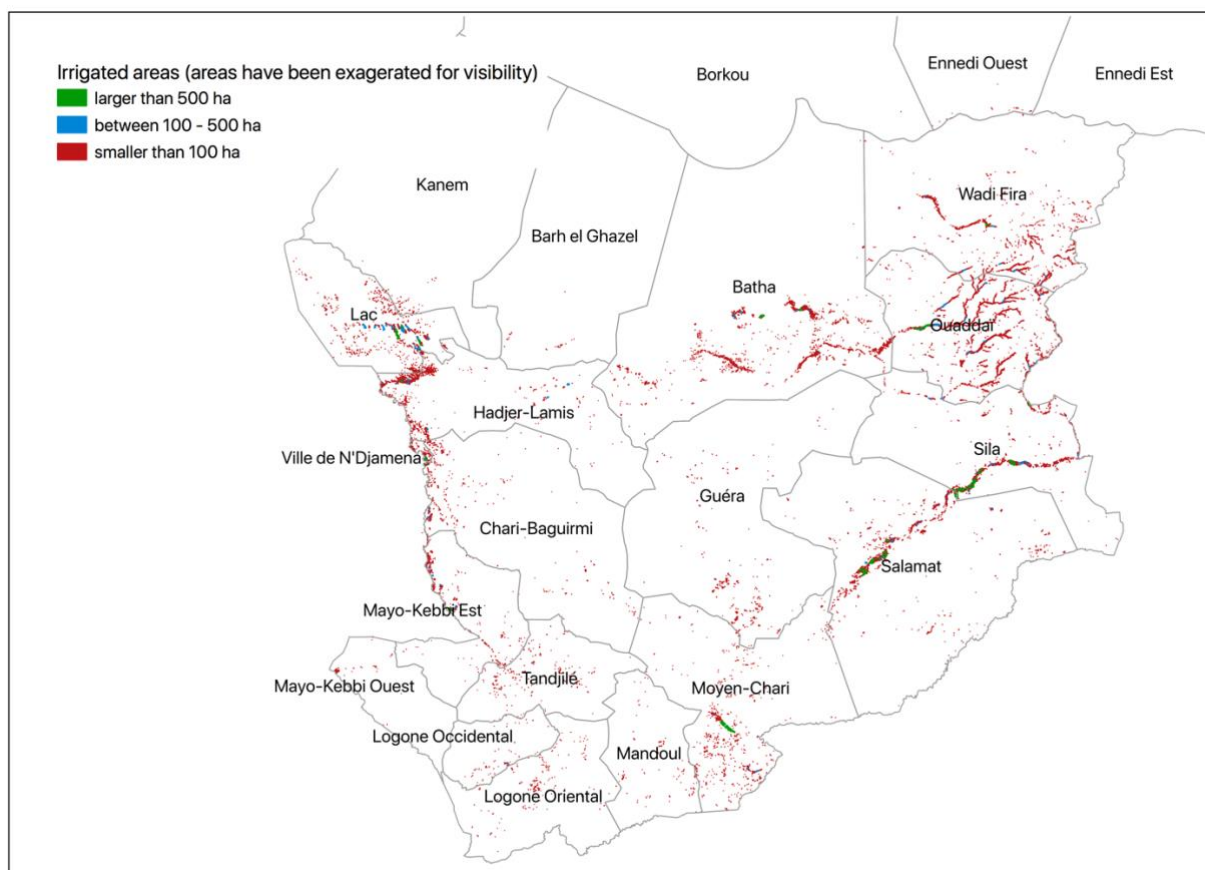 Irrigated areas (areas have been exagerated for visibility)
larger than 500 ha
between 100 - 500 ha
smaller than 100 ha
Borkou
Ennedi Ouest
Ennedi Est
Kanem
Wadi Fira
Barh el Ghazel
Batha
Lac
Ouaddaï
Hadjer-Lamis
Ville de N'Djamena
Sila
Guéra
Chari-Baguirmi
Salamat
Mayo-Kebbi Est
Tandjilé
Mayo-Kebbi Ouest
Moyen-Chari
Logone Occidental
Mandoul
Logone Oriental